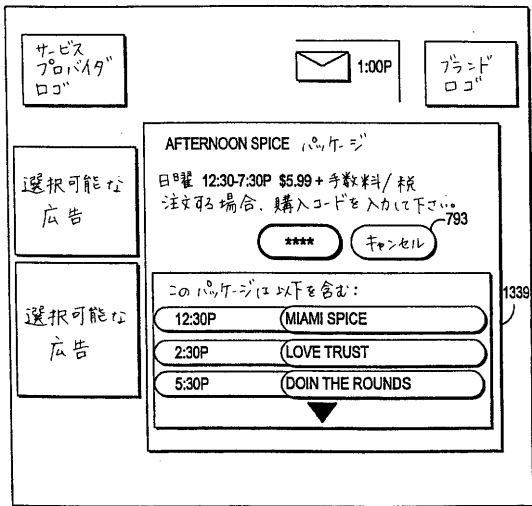 サービス
プロバイダ
ロゴ
1:00P
ブランド
ロゴ
選択可能な
広告
選択可能な
広告
AFTERNOON SPICE パッケージ
日曜 12:30-7:30P $5.99 + 手数料/税
注文する場合、購入コードを入力して下さい。
**** キャンセル
793
このパッケージは以下を含む:
1339
12:30P MIAMI SPICE
2:30P LOVE TRUST
5:30P DOIN THE ROUNDS